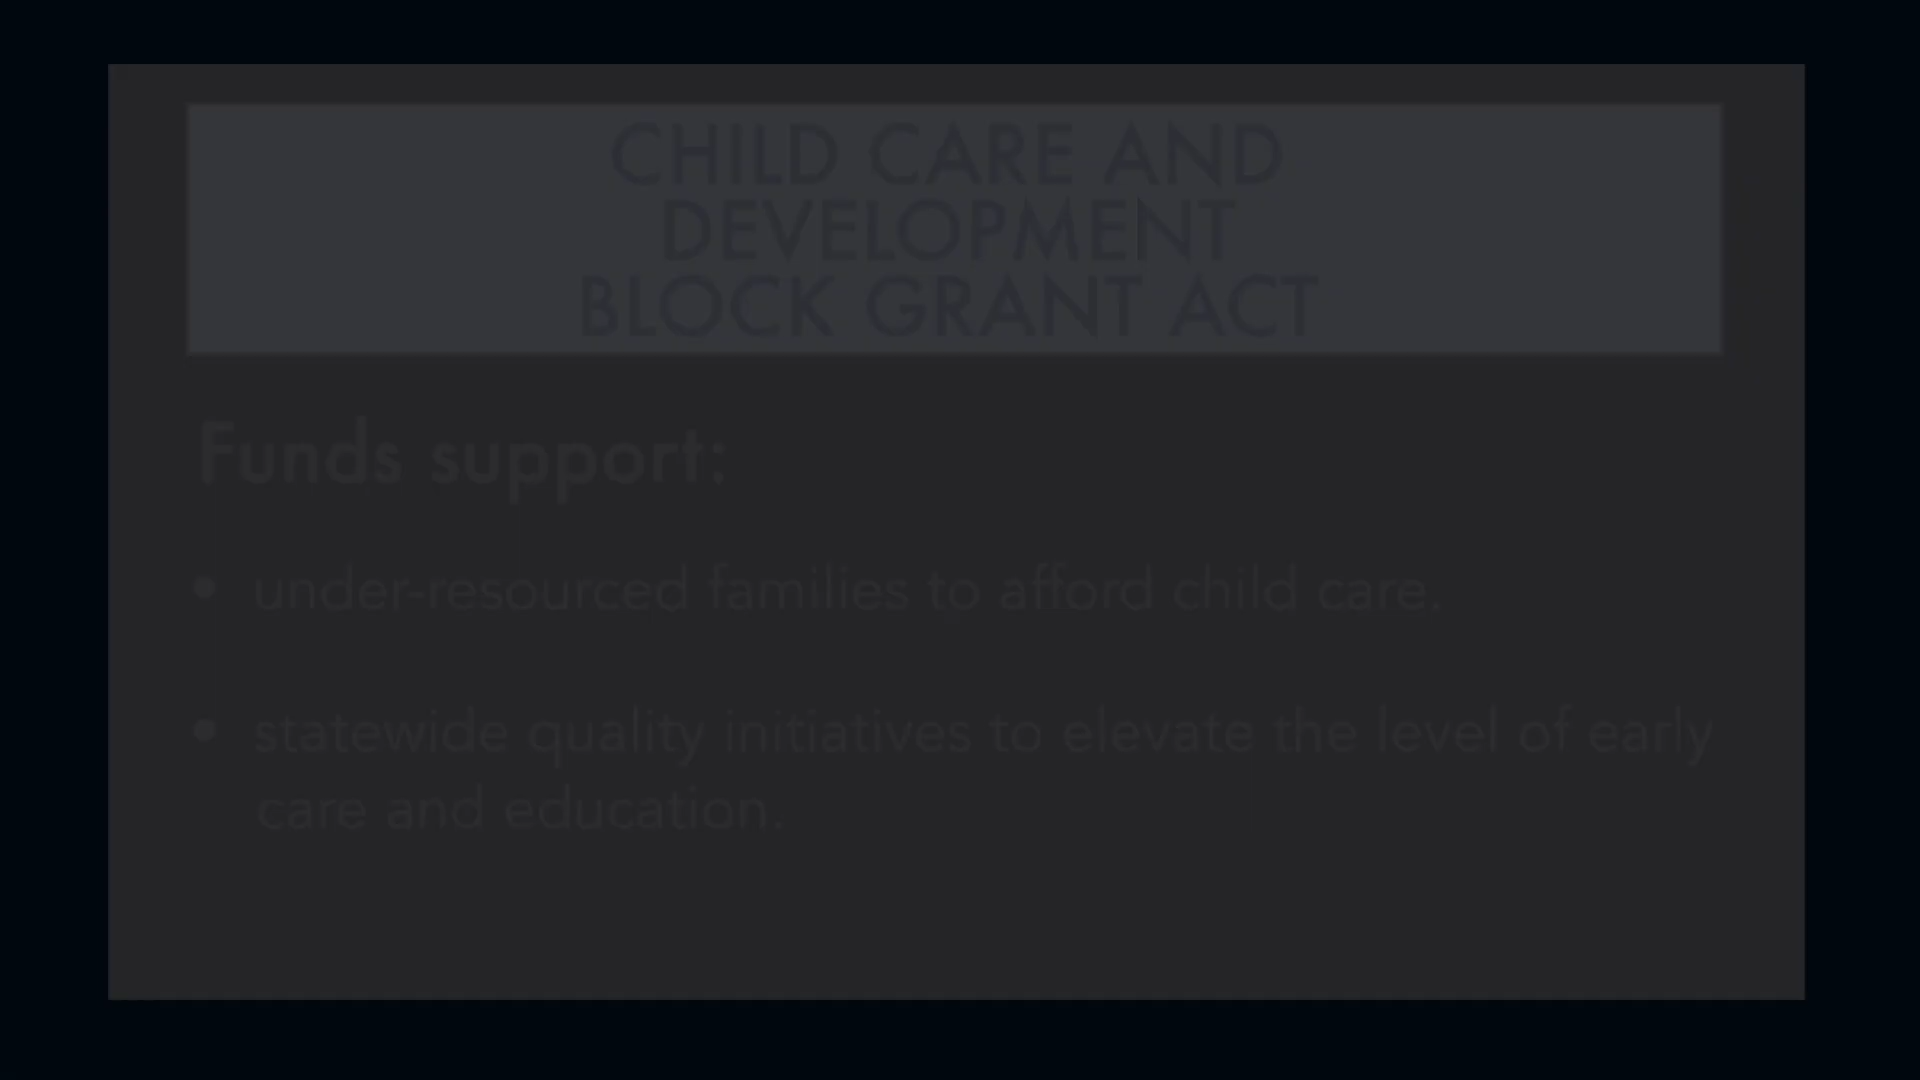 CHILD CARE AND
DEVELOPMENT
BLOCK GRANT ACT
Funds support:
• under-resourced families to afford child care.
• statewide quality initiatives to elevate the level of early
care and education.